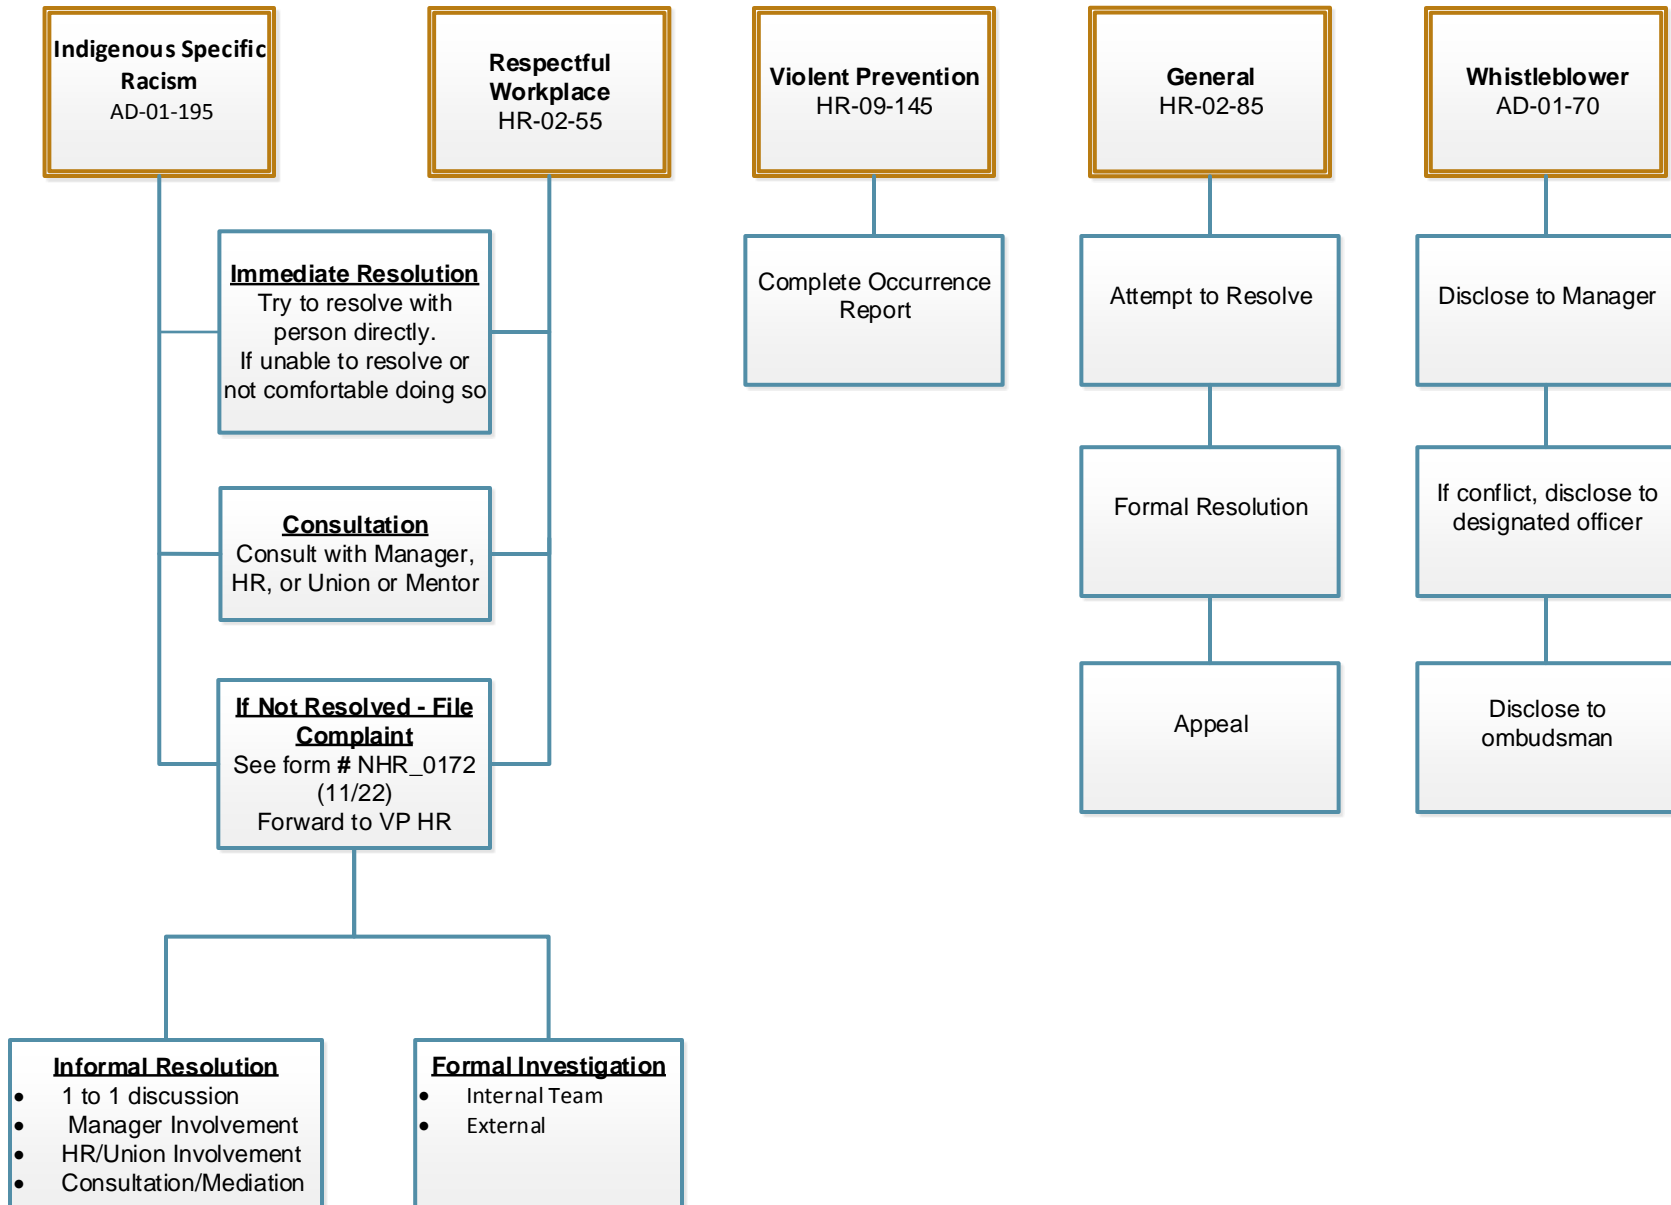 Indigenous Specific
Racism
AD-01-195
Respectful
Workplace
HR-02-55
Violent Prevention
HR-09-145
General
HR-02-85
Whistleblower
AD-01-70
Immediate Resolution
Try to resolve with
person directly.
If unable to resolve or
not comfortable doing so
Complete Occurrence
Report
Attempt to Resolve
Disclose to Manager
Consultation
Consult with Manager,
HR, or Union or Mentor
Formal Resolution
If conflict, disclose to
designated officer
If Not Resolved - File
Complaint
See form # NHR_0172
(11/22)
Forward to VP HR
Appeal
Disclose to
ombudsman
Informal Resolution
• 1 to 1 discussion
• Manager Involvement
• HR/Union Involvement
• Consultation/Mediation
Formal Investigation
• Internal Team
• External